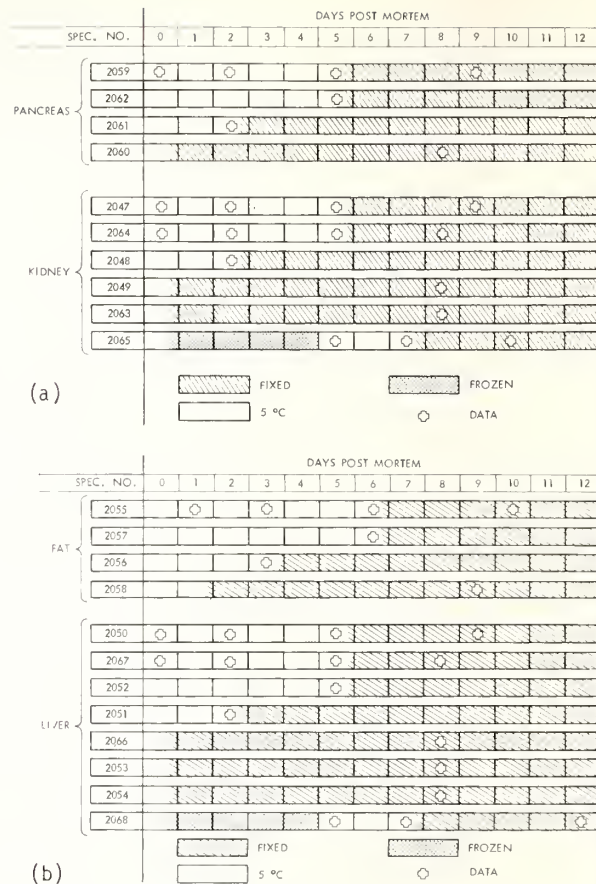 DAYS POST MORTEM
SPEC. NO. 0 1 2 3 4 5 6 7 8 9 10 11 12
PANCREAS
2059
2062
2061
2060
KIDNEY
2047
2064
2048
2049
2063
2065
(a)
FIXED FROZEN
5 °C DATA
DAYS POST MORTEM
SPEC. NO. 0 1 2 3 4 5 6 7 8 9 10 11 12
FAT
2055
2057
2056
2058
LIVER
2050
2067
2052
2051
2066
2053
2054
2068
(b)
FIXED FROZEN
5 °C DATA